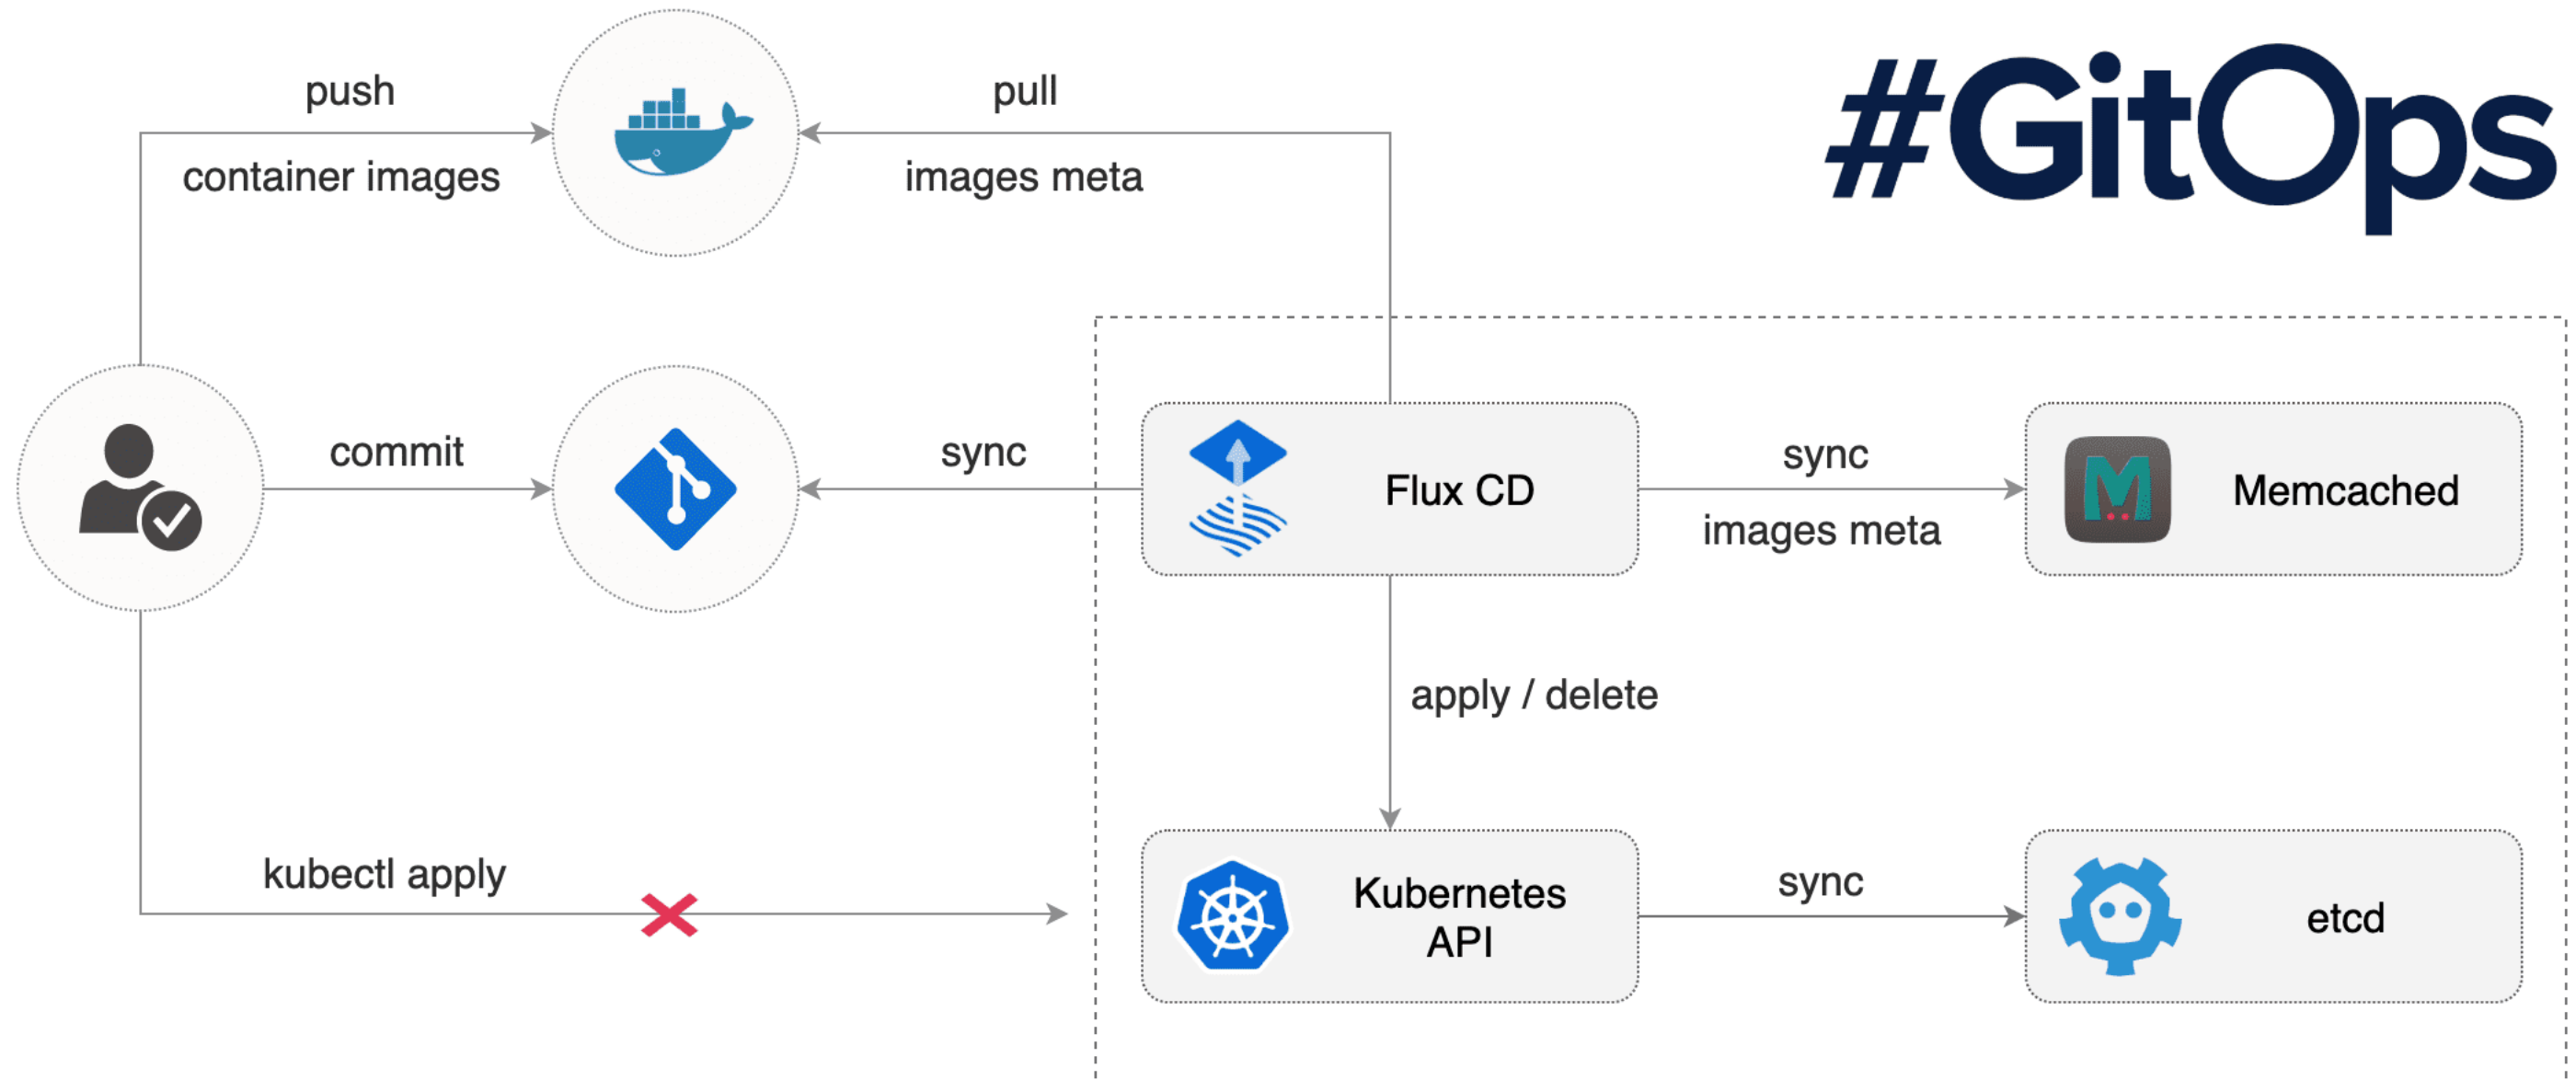 #GitOps
push
container images
pull
images meta
commit
sync
Flux CD
sync
images meta
Memcached
apply / delete
kubectl apply
Kubernetes
API
sync
etcd